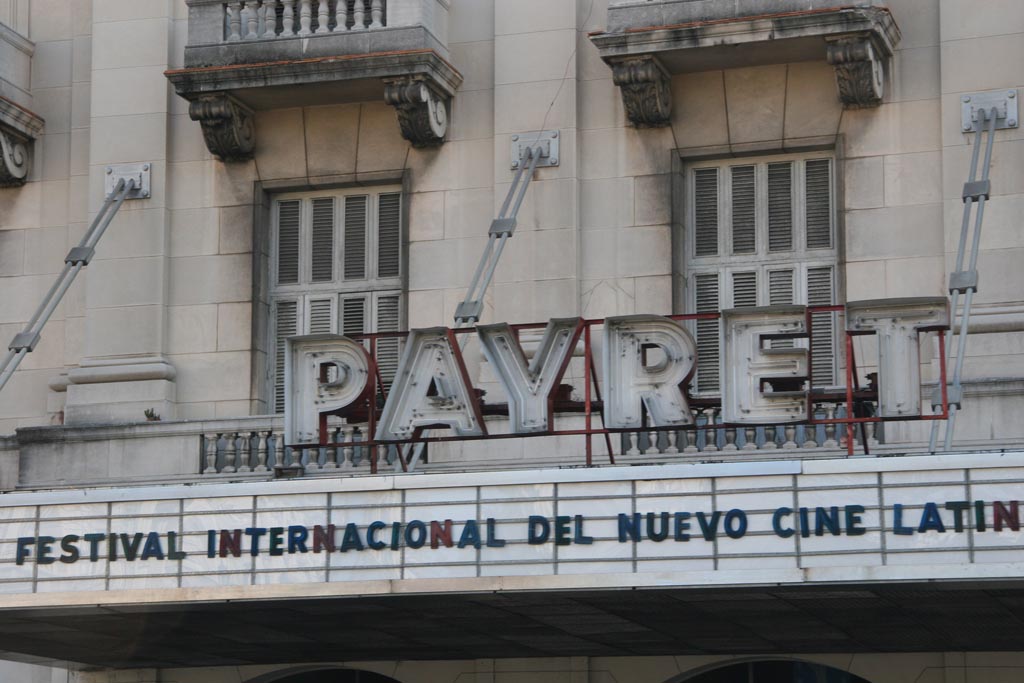 PAYRET
FESTIVAL INTERNACIONAL DEL NUEVO CINE LATIN